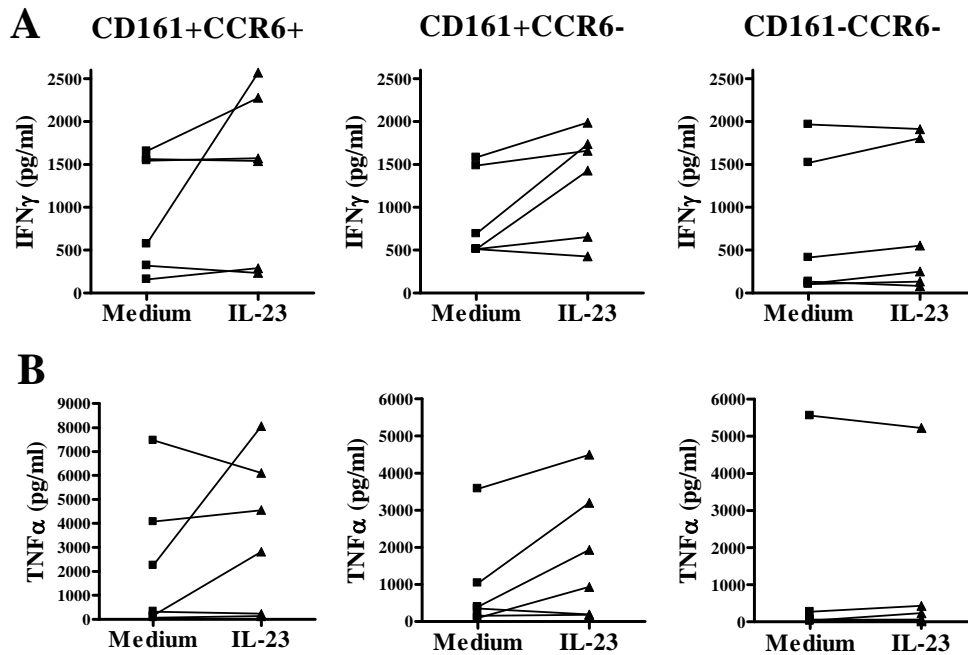 A
CD161+CCR6+
CD161+CCR6-
CD161-CCR6-
IFNγ (pg/ml)
2500
2000
1500
1000
500
0
Medium IL-23
IFNγ (pg/ml)
2500
2000
1500
1000
500
0
Medium IL-23
IFNγ (pg/ml)
2500
2000
1500
1000
500
0
Medium IL-23
B
TNFα (pg/ml)
9000
8000
7000
6000
5000
4000
3000
2000
1000
0
Medium IL-23
TNFα (pg/ml)
6000
5000
4000
3000
2000
1000
0
Medium IL-23
TNFα (pg/ml)
6000
5000
4000
3000
2000
1000
0
Medium IL-23